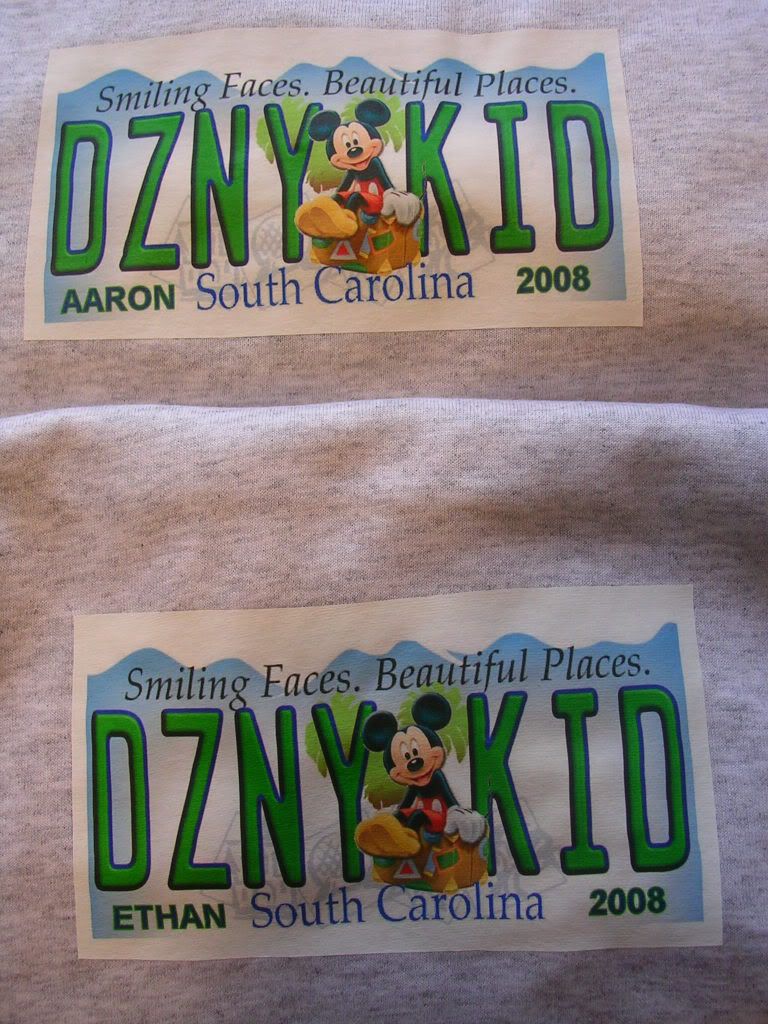 Smiling Faces. Beautiful Places.
DZNY KID
AARON South Carolina 2008
Smiling Faces. Beautiful Places.
DZNY KID
ETHAN South Carolina 2008